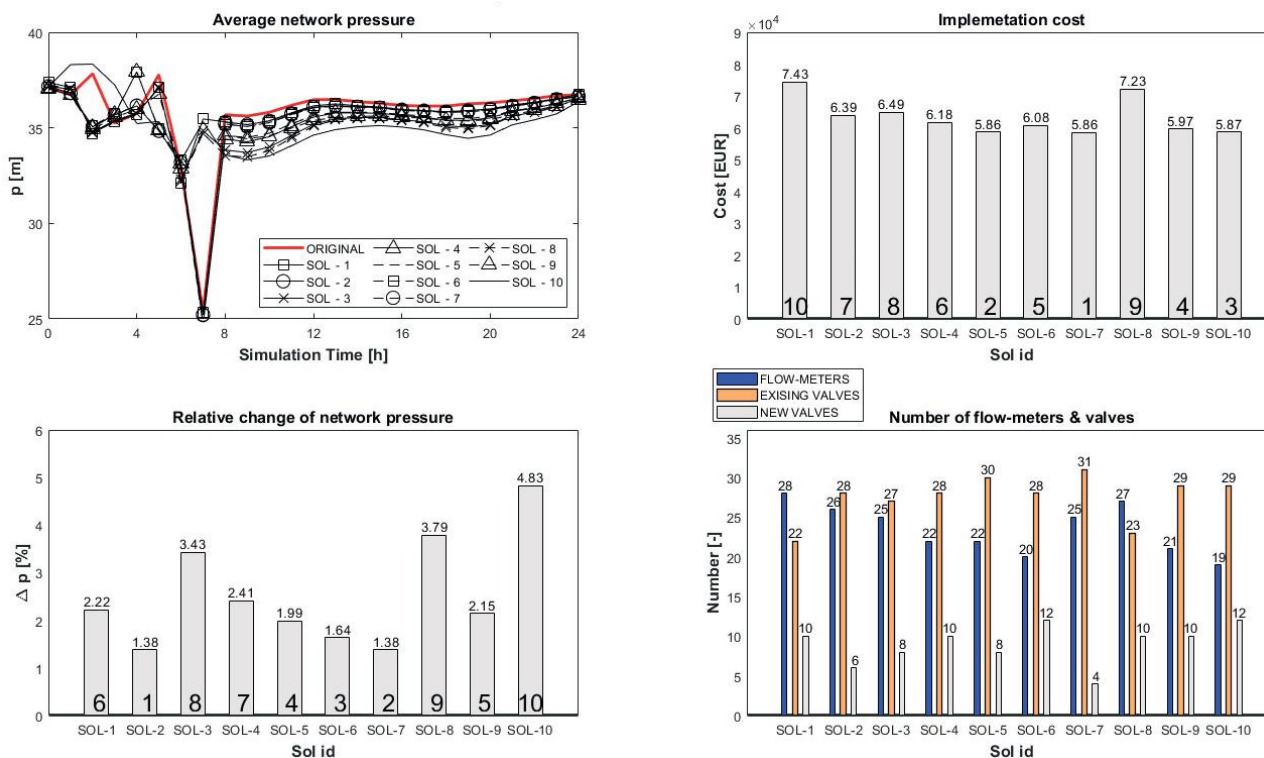 Average network pressure
40
35
30
25
p [m]
0 4 8 12 16 20 24
Simulation Time [h]
ORIGINAL
SOL - 1
SOL - 2
SOL - 3
SOL - 4
SOL - 5
SOL - 6
SOL - 7
SOL - 8
SOL - 9
SOL - 10
Implemetation cost
×10⁴
9
8
7
6
5
4
3
2
1
0
Cost [EUR]
7.43 6.39 6.49 6.18 5.86 6.08 5.86 7.23 5.97 5.87
10 7 8 6 2 5 1 9 4 3
SOL-1 SOL-2 SOL-3 SOL-4 SOL-5 SOL-6 SOL-7 SOL-8 SOL-9 SOL-10
Sol id
Relative change of network pressure
6
5
4
3
2
1
0
Δ p [%]
2.22 1.38 3.43 2.41 1.99 1.64 1.38 3.79 2.15 4.83
6 1 8 7 4 3 2 9 5 10
SOL-1 SOL-2 SOL-3 SOL-4 SOL-5 SOL-6 SOL-7 SOL-8 SOL-9 SOL-10
Sol id
FLOW-METERS
EXISING VALVES
NEW VALVES
Number of flow-meters & valves
35
30
25
20
15
10
5
0
Number [-]
28 22 10 26 28 6 25 27 8 22 28 10 22 30 8 20 28 12 25 31 4 27 23 10 21 29 10 19 29 12
SOL-1 SOL-2 SOL-3 SOL-4 SOL-5 SOL-6 SOL-7 SOL-8 SOL-9 SOL-10
Sol id